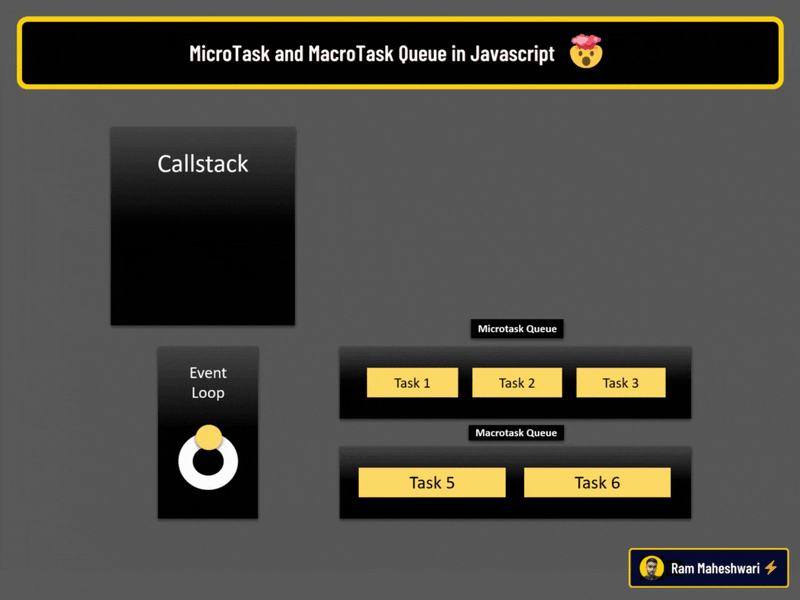 MicroTask and MacroTask Queue in Javascript
Callstack
Event
Loop
Microtask Queue
Task 1
Task 2
Task 3
Macrotask Queue
Task 5
Task 6
Ram Maheshwari